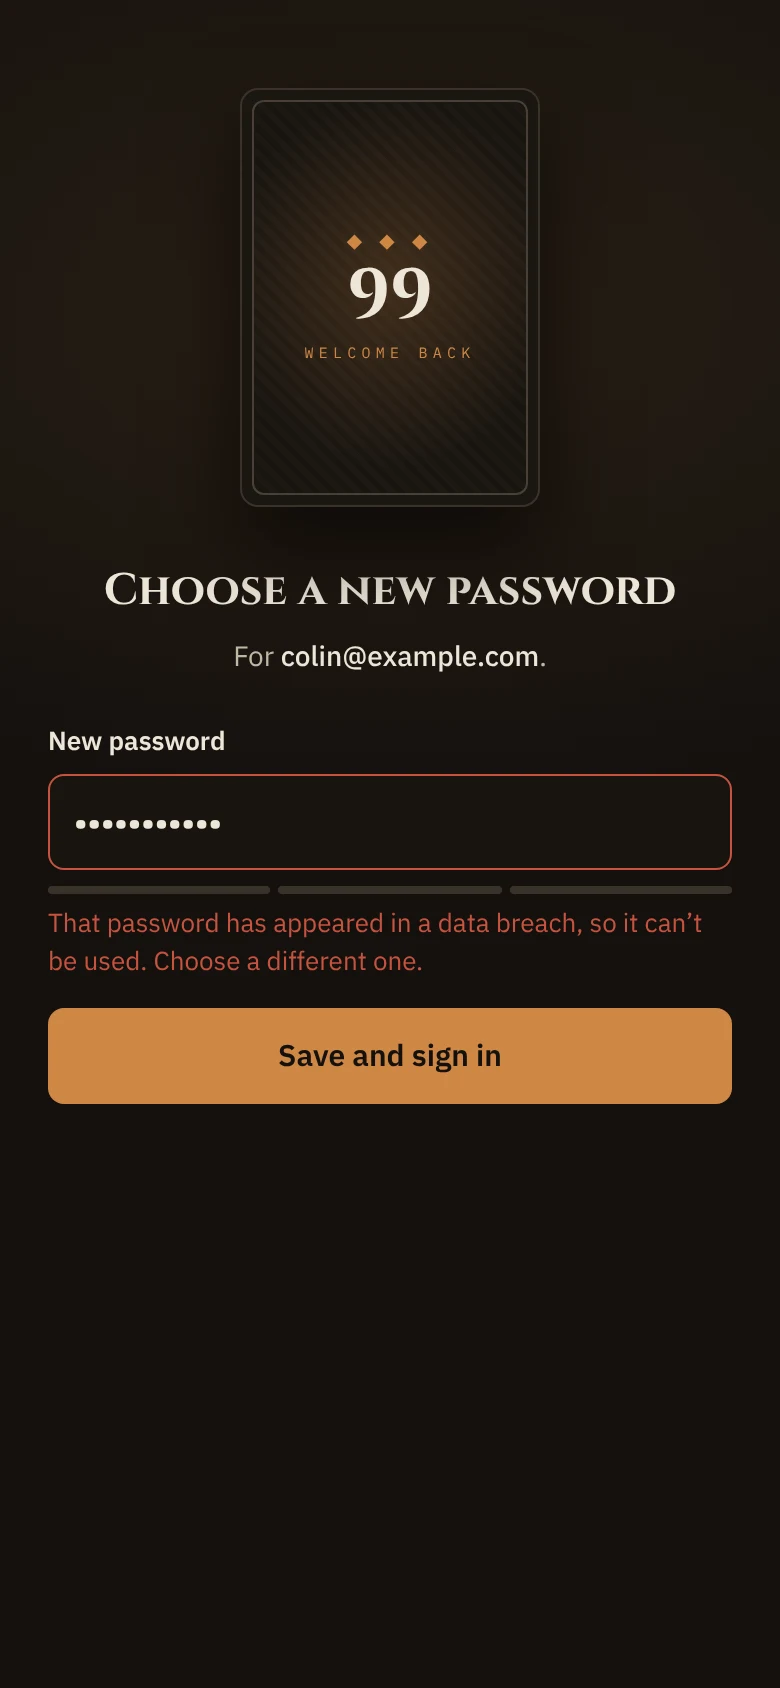 99
WELCOME BACK
Choose a new password
For colin@example.com.
New password
•••••••••••
That password has appeared in a data breach, so it can’t
be used. Choose a different one.
Save and sign in